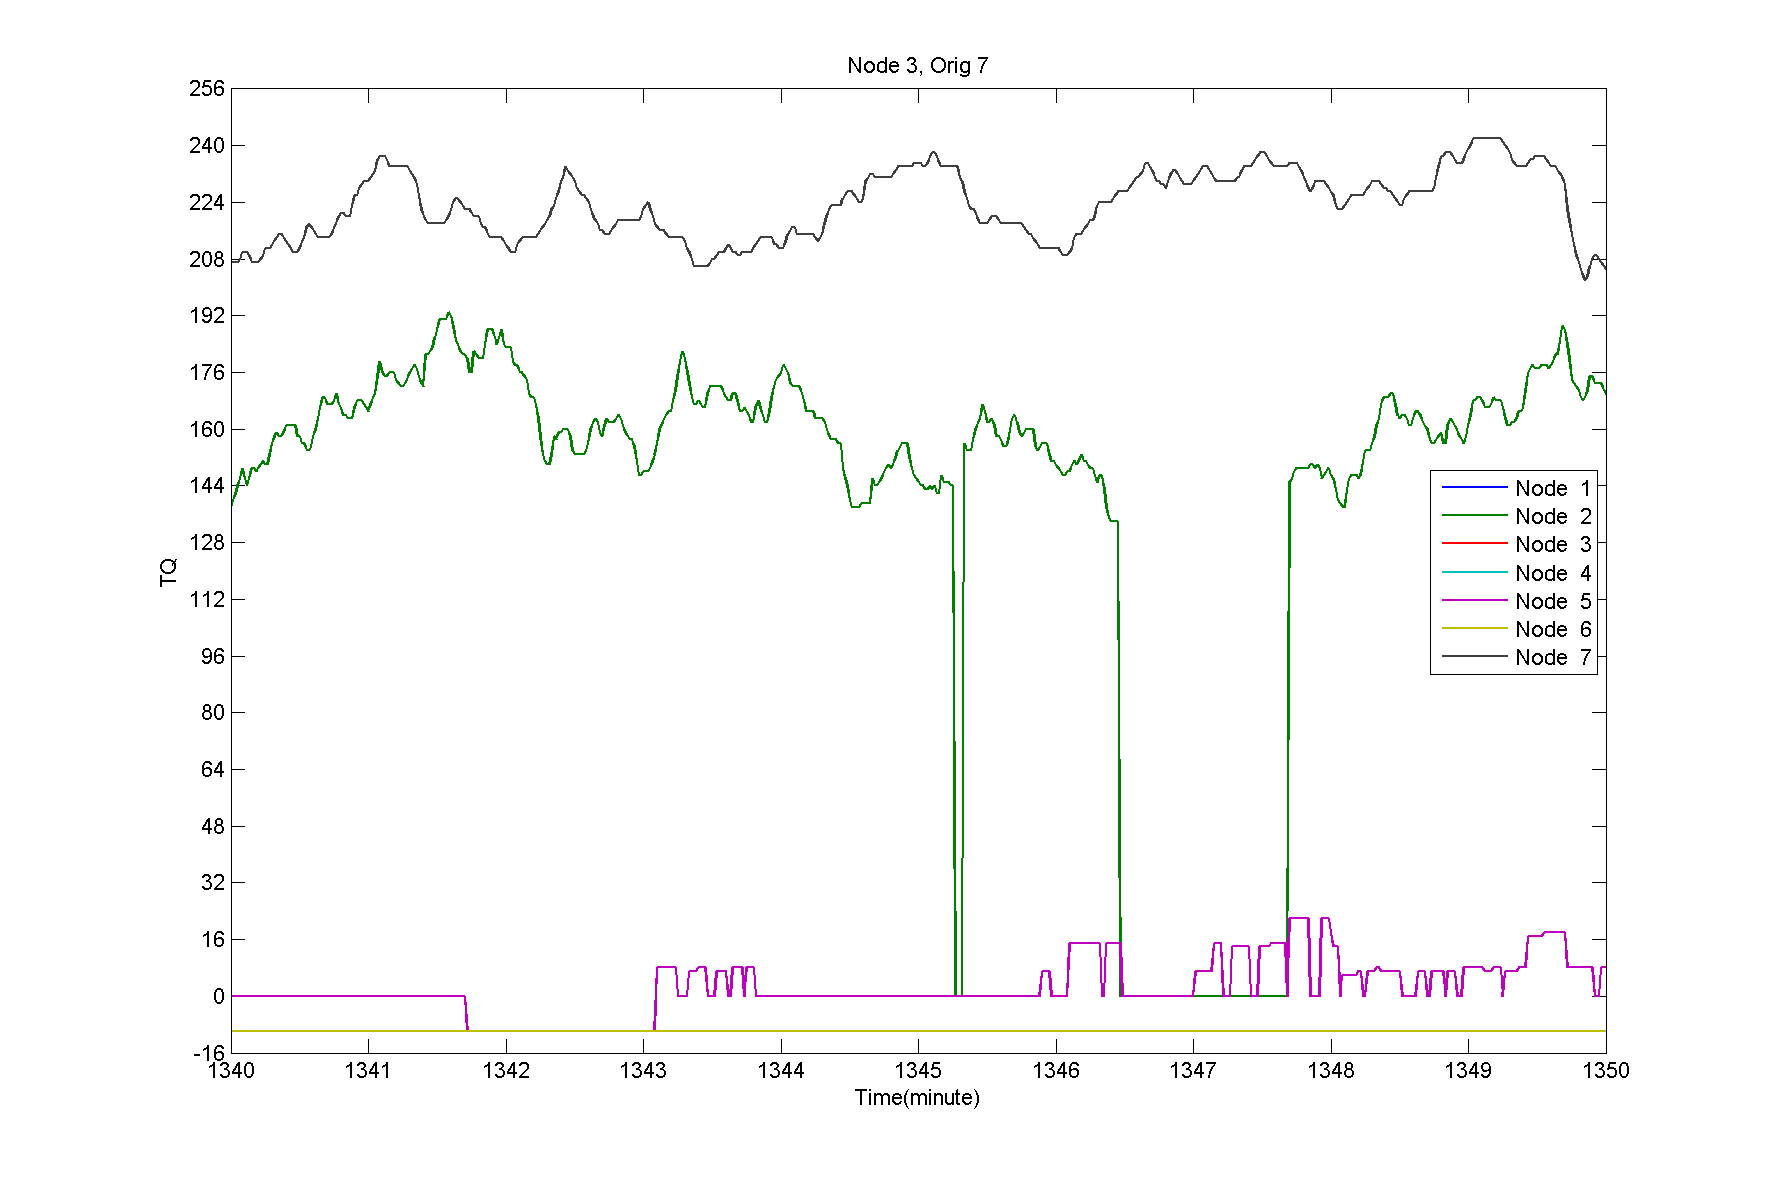 Node 3, Orig 7
256
240
224
208
192
176
160
144
128
112
96
80
64
48
32
16
0
-16
TQ
Node 1
Node 2
Node 3
Node 4
Node 5
Node 6
Node 7
1340 1341 1342 1343 1344 1345 1346 1347 1348 1349 1350
Time(minute)